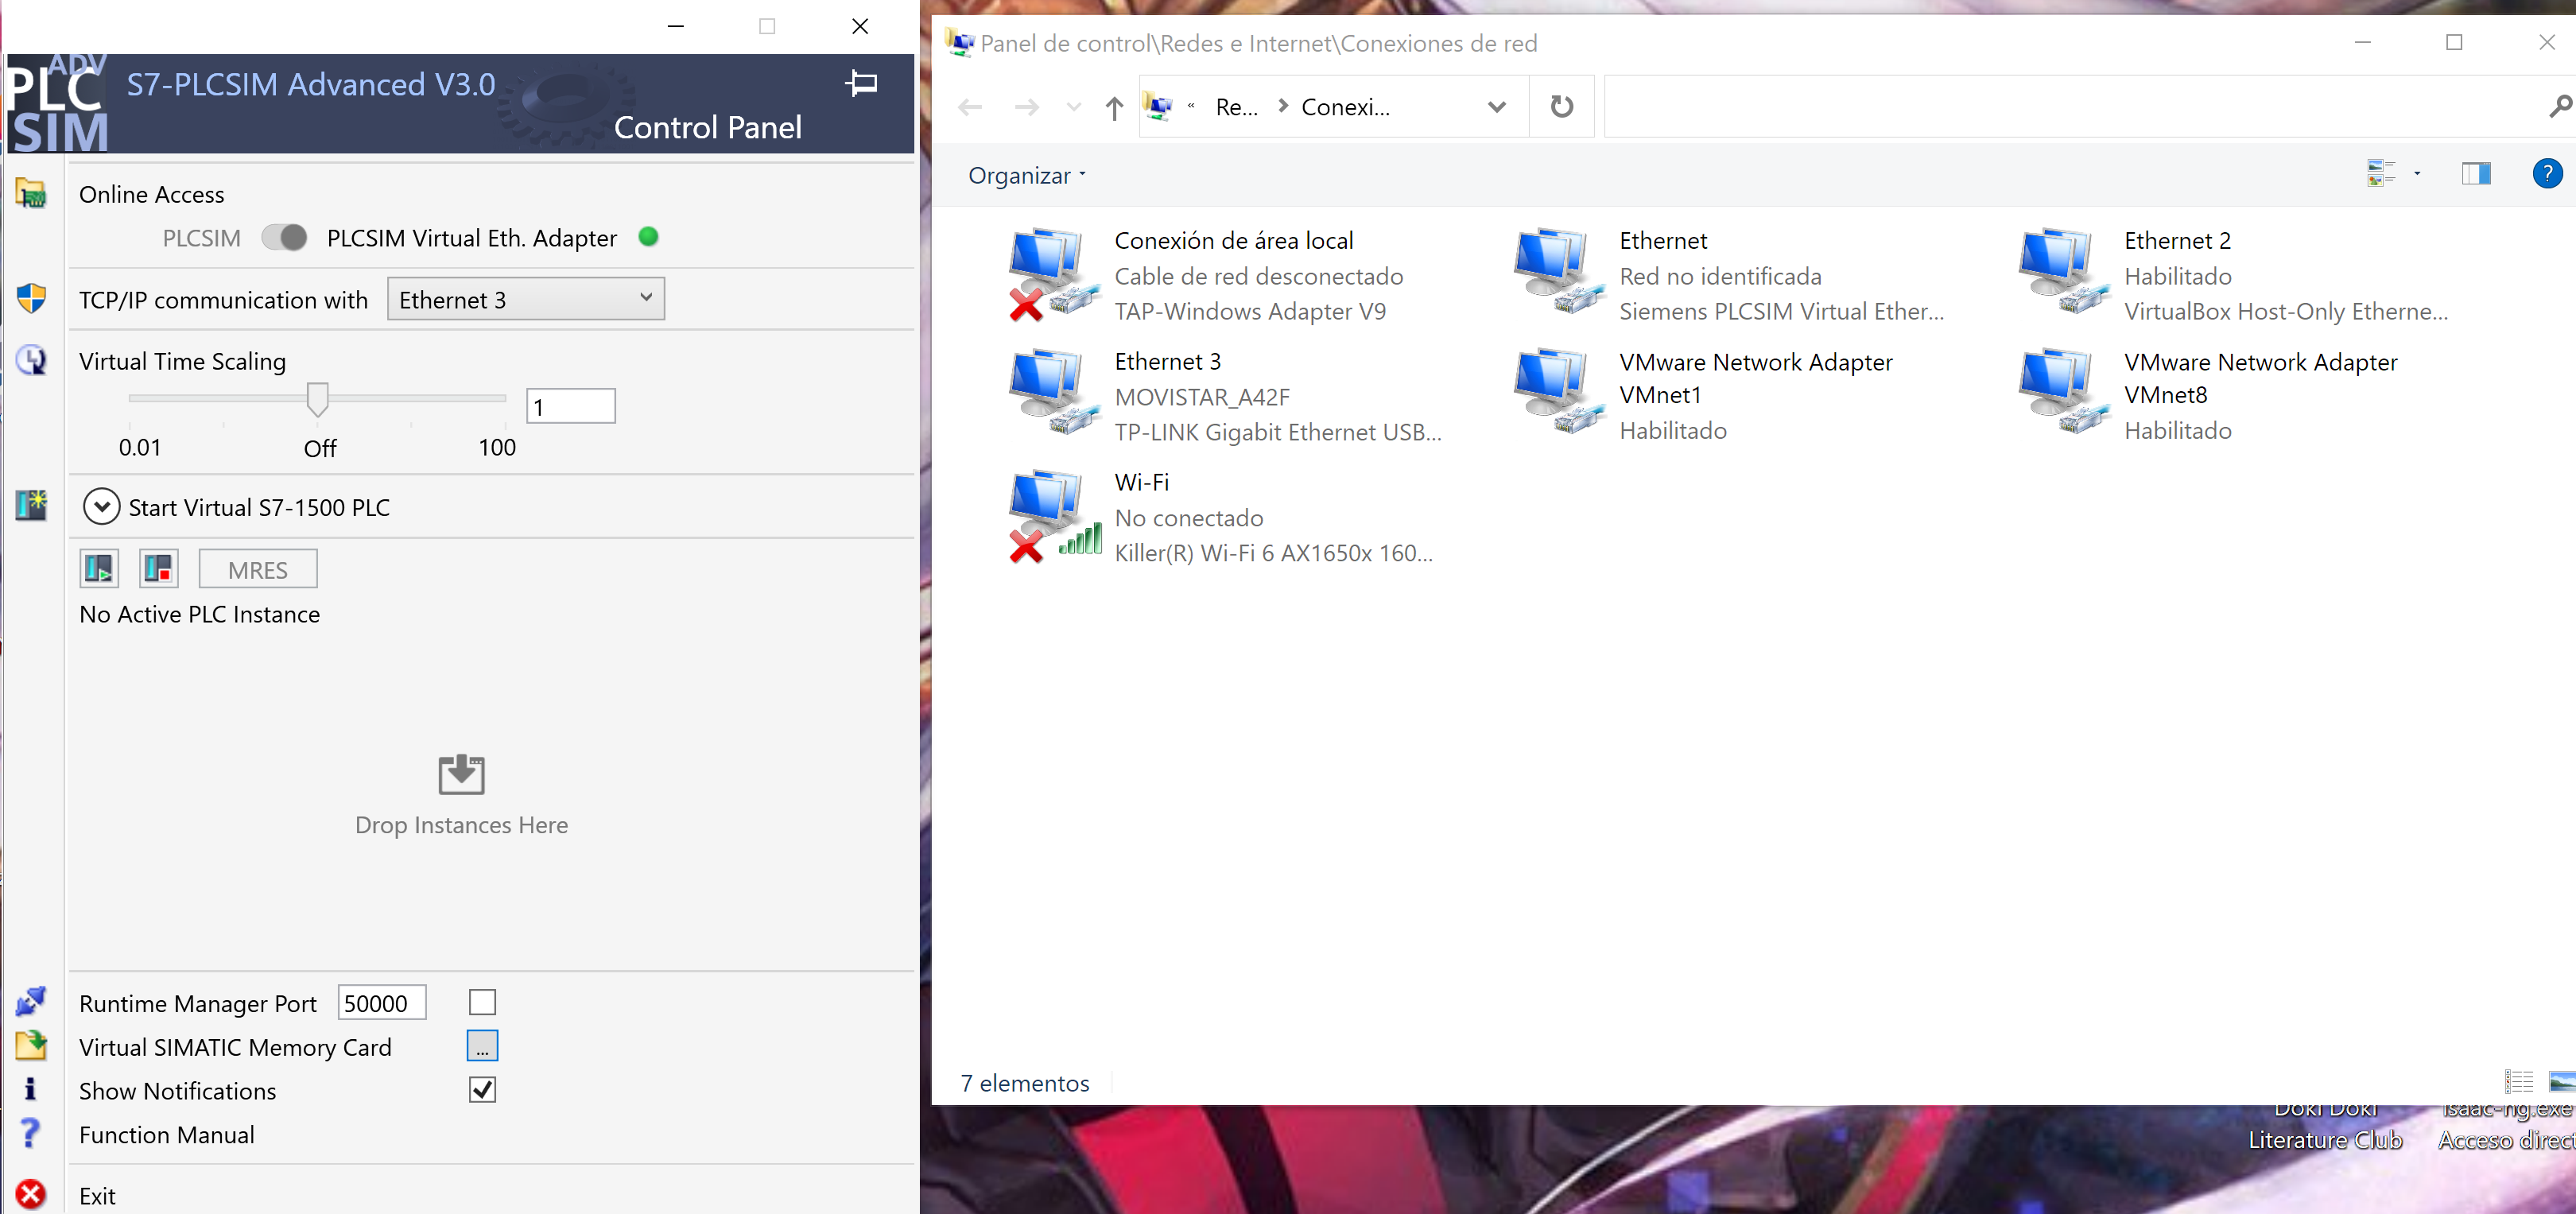 PLC ADV
SIM
S7-PLCSIM Advanced V3.0
Control Panel
Online Access
PLCSIM
PLCSIM Virtual Eth. Adapter
TCP/IP communication with
Ethernet 3
Virtual Time Scaling
1
0.01
Off
100
Start Virtual S7-1500 PLC
MRES
No Active PLC Instance
Drop Instances Here
Runtime Manager Port
50000
Virtual SIMATIC Memory Card
...
Show Notifications
Function Manual
Exit
Panel de control\Redes e Internet\Conexiones de red
« Re... > Conexi...
Organizar
Conexión de área local
Cable de red desconectado
TAP-Windows Adapter V9
Ethernet
Red no identificada
Siemens PLCSIM Virtual Ether...
Ethernet 2
Habilitado
VirtualBox Host-Only Etherne...
Ethernet 3
MOVISTAR_A42F
TP-LINK Gigabit Ethernet USB...
VMware Network Adapter
VMnet1
Habilitado
VMware Network Adapter
VMnet8
Habilitado
Wi-Fi
No conectado
Killer(R) Wi-Fi 6 AX1650x 160...
7 elementos
Doki Doki
Literature Club
isaac-ng.exe
Acceso direct